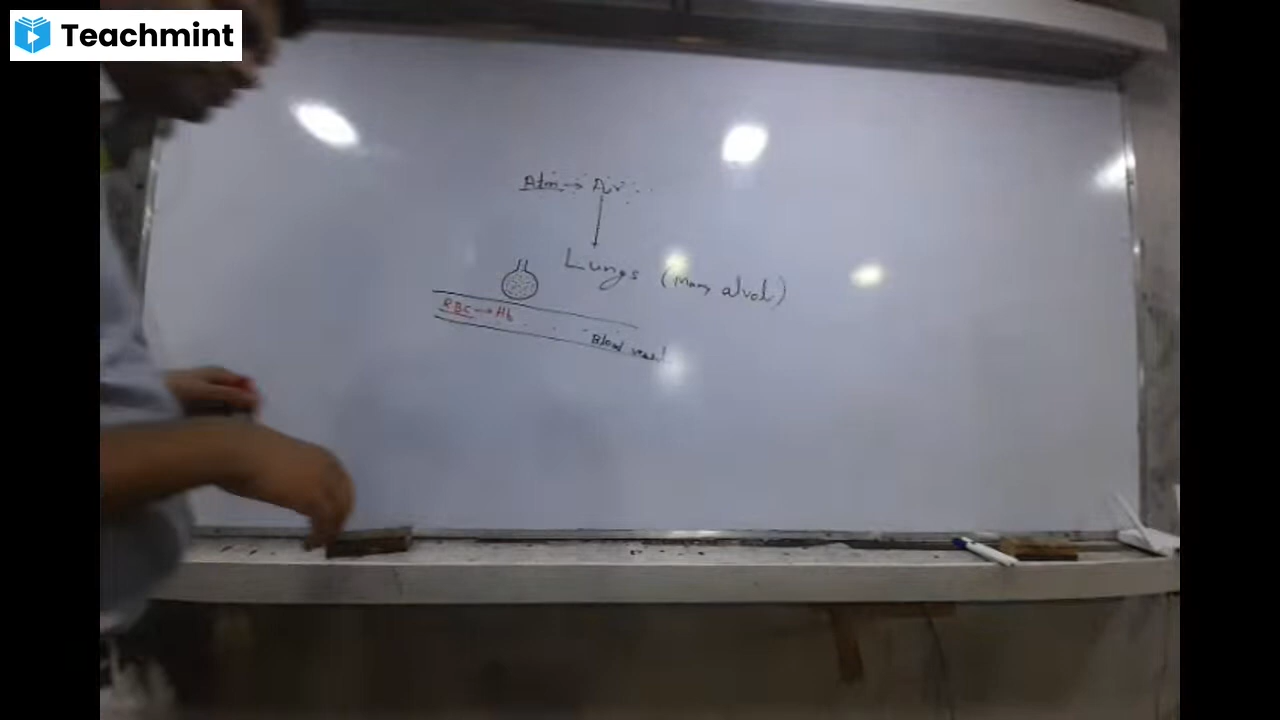 Teachmint
Atm → Air
Lungs (Many alveoli)
RBC → Hb
Blood vessel